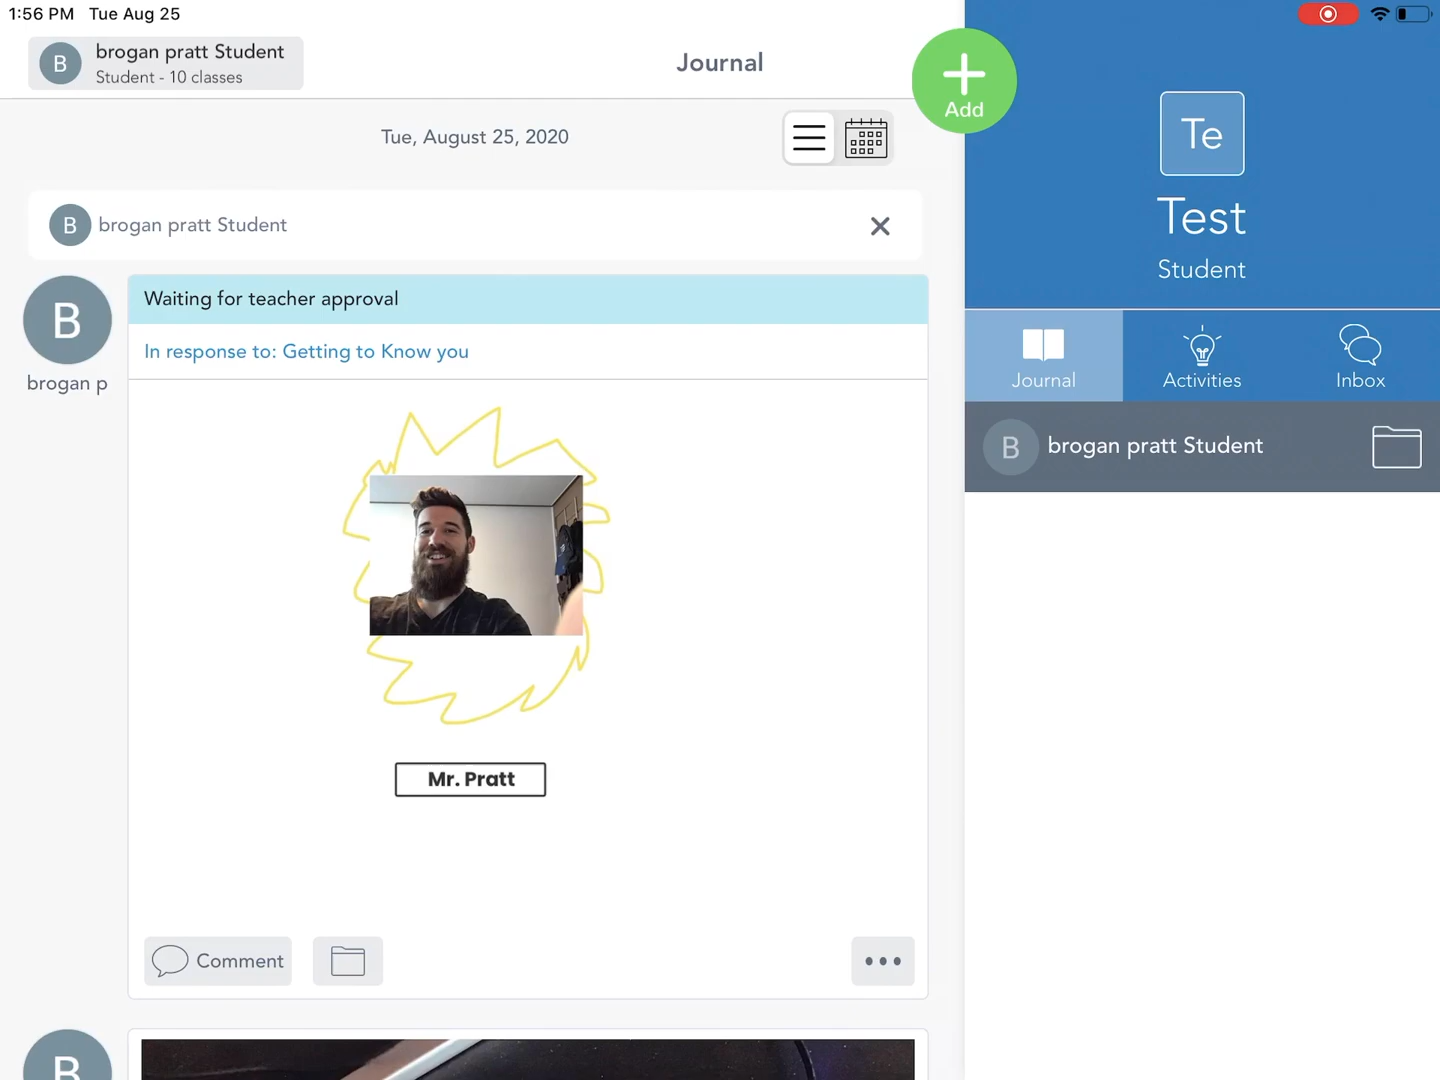 1:56 PM Tue Aug 25
B
brogan pratt Student
Student - 10 classes
Journal
Add
Tue, August 25, 2020
B brogan pratt Student
B
brogan p
Waiting for teacher approval
In response to: Getting to Know you
Mr. Pratt
Comment
B
Te
Test
Student
Journal
Activities
Inbox
B brogan pratt Student